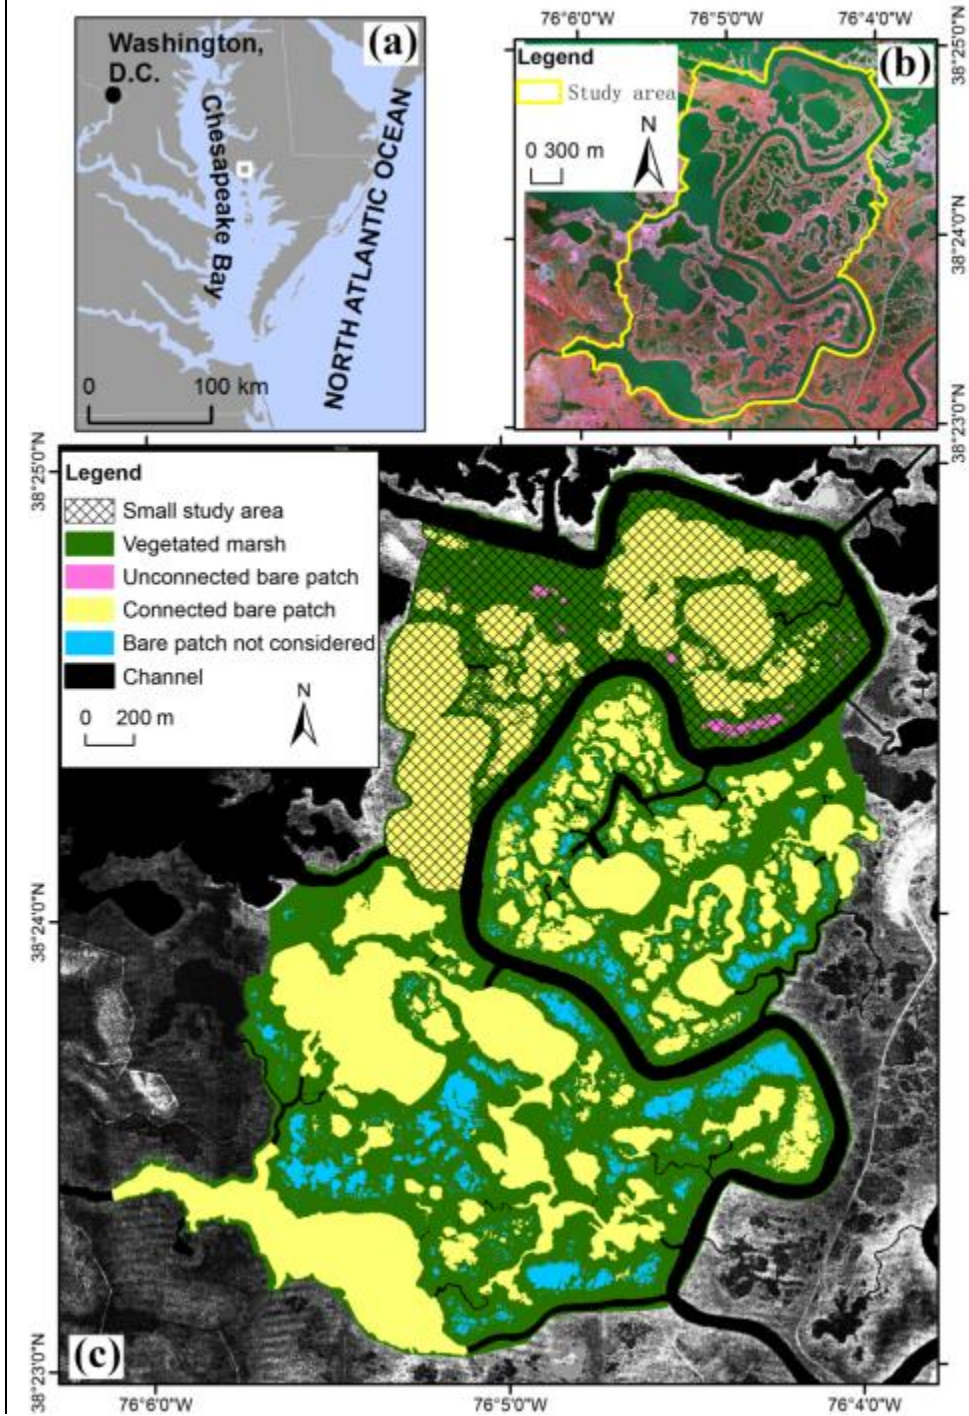 Washington,
D.C.
(a)
Chesapeake Bay
NORTH ATLANTIC OCEAN
0 100 km
76°6'0"W 76°5'0"W 76°4'0"W
Legend
Study area
(b)
N
0 300 m
38°25'0"N
38°24'0"N
38°23'0"N
38°25'0"N
38°24'0"N
38°23'0"N
Legend
Small study area
Vegetated marsh
Unconnected bare patch
Connected bare patch
Bare patch not considered
Channel
N
0 200 m
(c)
76°6'0"W 76°5'0"W 76°4'0"W